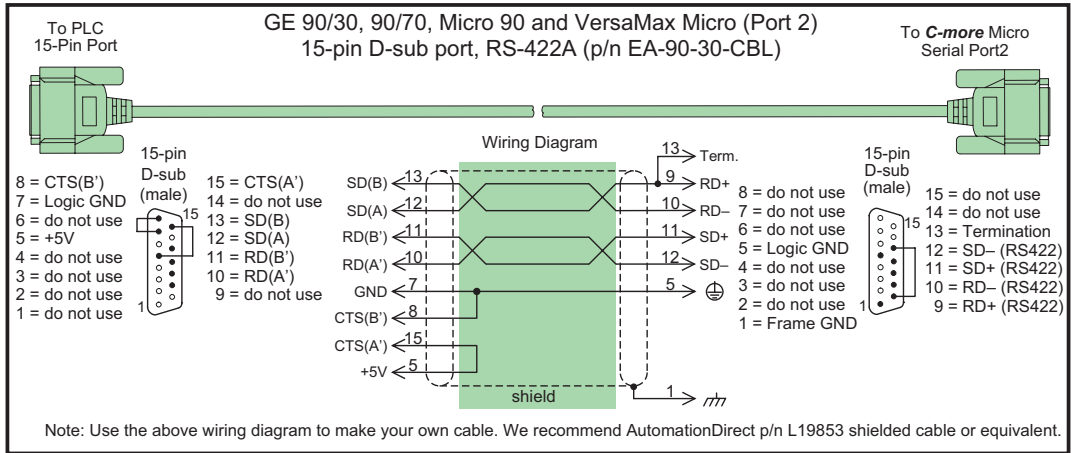 GE 90/30, 90/70, Micro 90 and VersaMax Micro (Port 2)
15-pin D-sub port, RS-422A (p/n EA-90-30-CBL)
To PLC
15-Pin Port
To C-more Micro
Serial Port2
Wiring Diagram
15-pin
D-sub
(male)
8 = CTS(B’)
7 = Logic GND
6 = do not use
5 = +5V
4 = do not use
3 = do not use
2 = do not use
1 = do not use
15
1
15 = CTS(A’)
14 = do not use
13 = SD(B)
12 = SD(A)
11 = RD(B’)
10 = RD(A’)
9 = do not use
SD(B) 13
SD(A) 12
RD(B’) 11
RD(A’) 10
GND 7
CTS(B’) 8
CTS(A’) 15
+5V 5
shield
13 Term.
9 RD+
10 RD–
11 SD+
12 SD–
5
1
8 = do not use
7 = do not use
6 = do not use
5 = Logic GND
4 = do not use
3 = do not use
2 = do not use
1 = Frame GND
15-pin
D-sub
(male)
15
1
15 = do not use
14 = do not use
13 = Termination
12 = SD– (RS422)
11 = SD+ (RS422)
10 = RD– (RS422)
9 = RD+ (RS422)
Note: Use the above wiring diagram to make your own cable. We recommend AutomationDirect p/n L19853 shielded cable or equivalent.